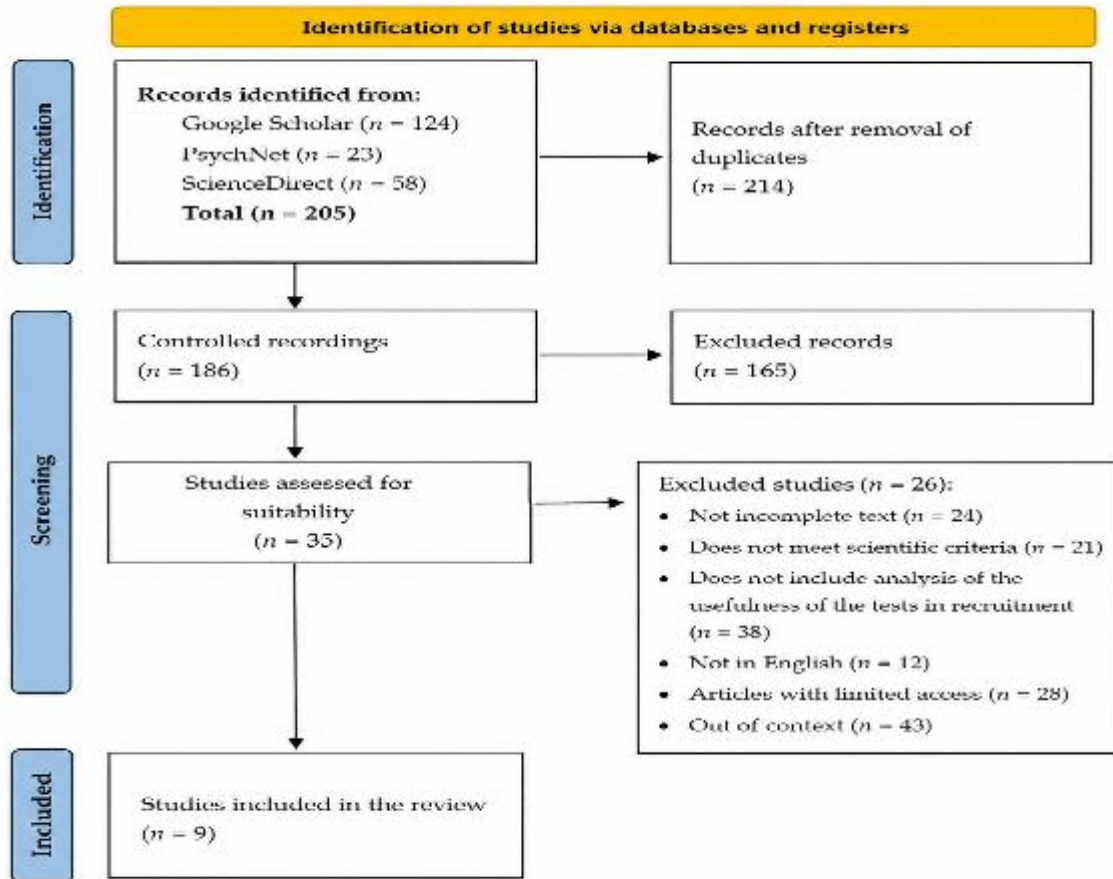 Identification of studies via databases and registers
Identification
Records identified from:
Google Scholar (n = 124)
PsychNet (n = 23)
ScienceDirect (n = 58)
Total (n = 205)
Records after removal of
duplicates
(n = 214)
Screening
Controlled recordings
(n = 186)
Excluded records
(n = 165)
Studies assessed for
suitability
(n = 35)
Excluded studies (n = 26):
• Not incomplete text (n = 24)
• Does not meet scientific criteria (n = 21)
• Does not include analysis of the
usefulness of the tests in recruitment
(n = 38)
• Not in English (n = 12)
• Articles with limited access (n = 28)
• Out of context (n = 43)
Included
Studies included in the review
(n = 9)